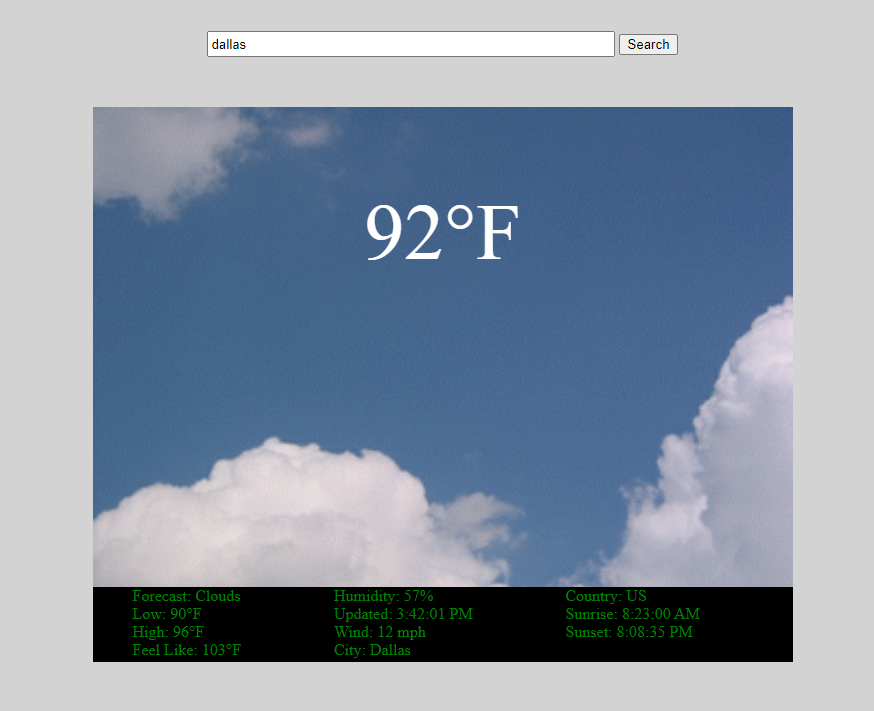 dallas
Search
92°F
Forecast: Clouds
Low: 90°F
High: 96°F
Feel Like: 103°F
Humidity: 57%
Updated: 3:42:01 PM
Wind: 12 mph
City: Dallas
Country: US
Sunrise: 8:23:00 AM
Sunset: 8:08:35 PM